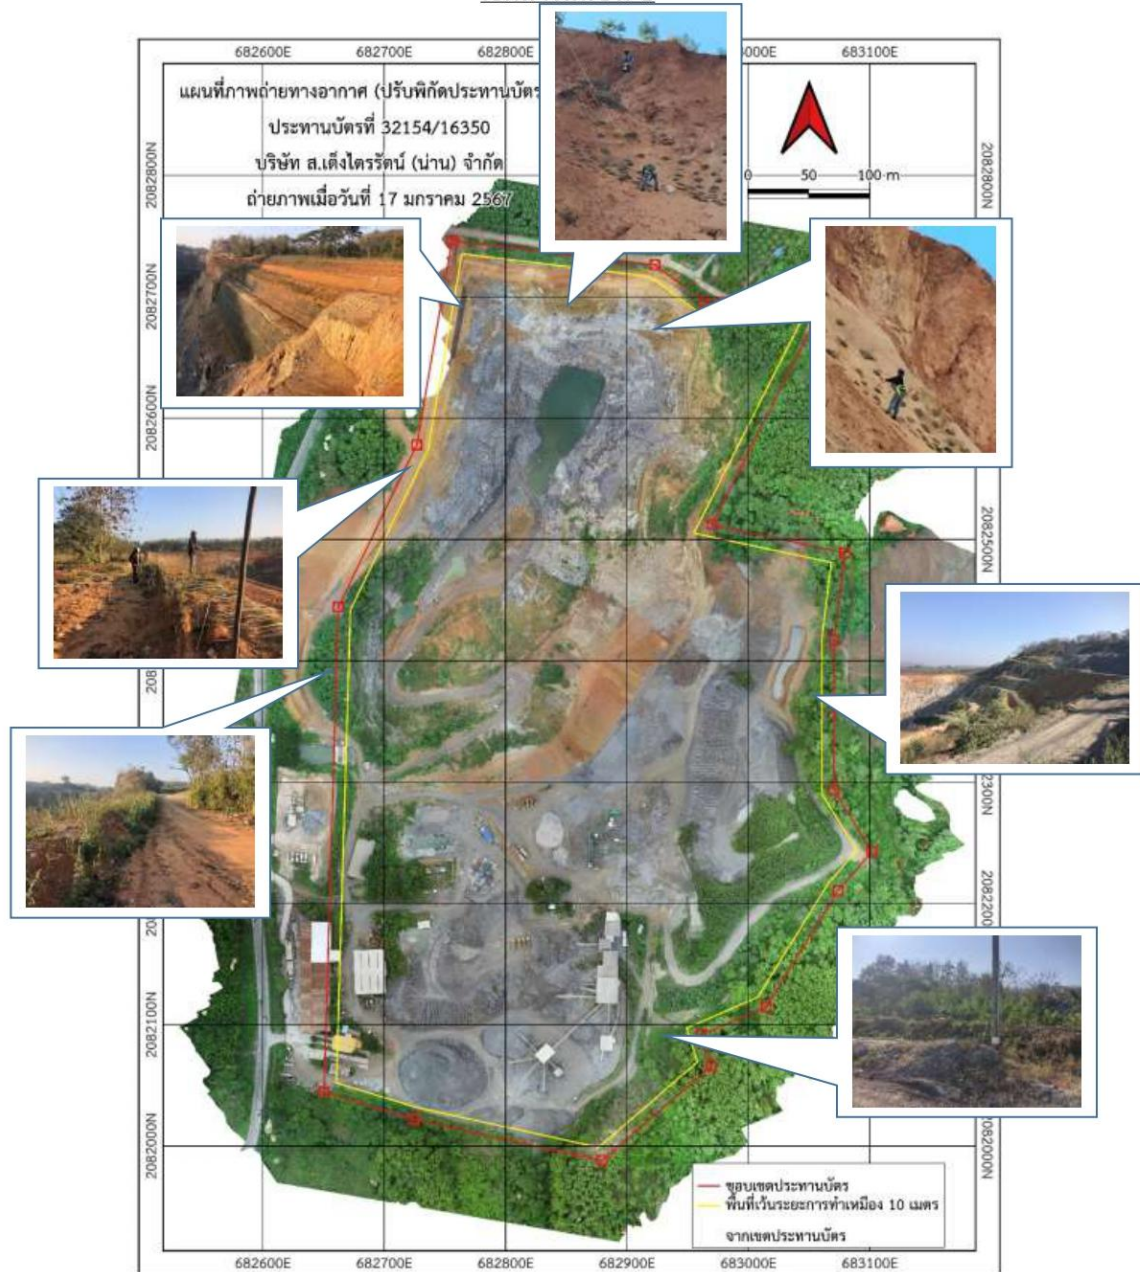 682600E 682700E 682800E 000E 683100E
แผนที่ภาพถ่ายทางอากาศ (ปรับพิกัดประทานบัตร
ประทานบัตรที่ 32154/16350
บริษัท ส.เต็งไตรรัตน์ (น่าน) จำกัด
ถ่ายภาพเมื่อวันที่ 17 มกราคม 2567
0 50 100 m
2082800N 2082800N
2082700N
2082600N
2082500N
208
2300N
20 2082200N
2082100N
2082000N 2082000N
ขอบเขตประทานบัตร
พื้นที่เว้นระยะการทำเหมือง 10 เมตร
จากเขตประทานบัตร
682600E 682700E 682800E 682900E 683000E 683100E